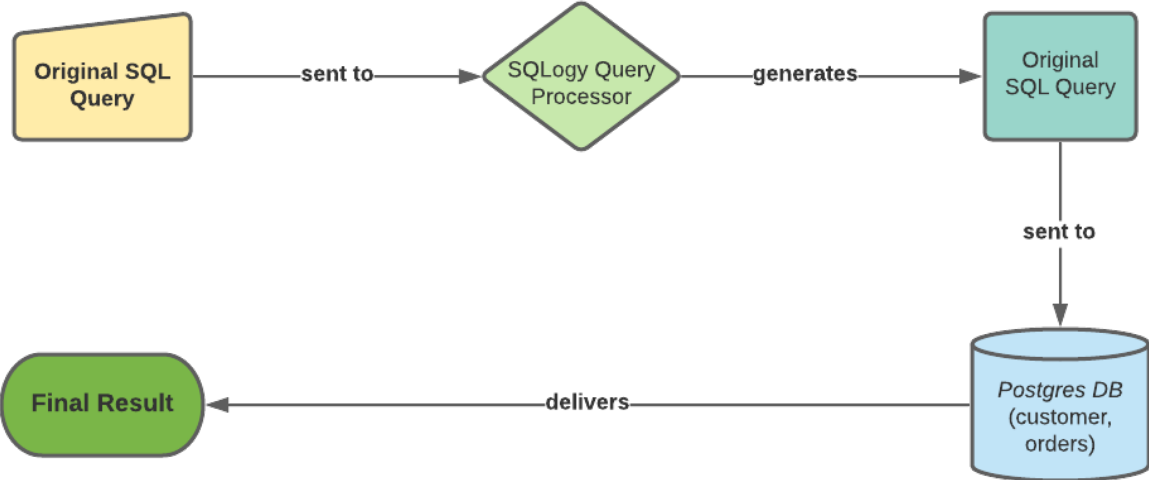 Original SQL
Query
sent to
SQLogy Query
Processor
generates
Original
SQL Query
sent to
Postgres DB
(customer,
orders)
delivers
Final Result